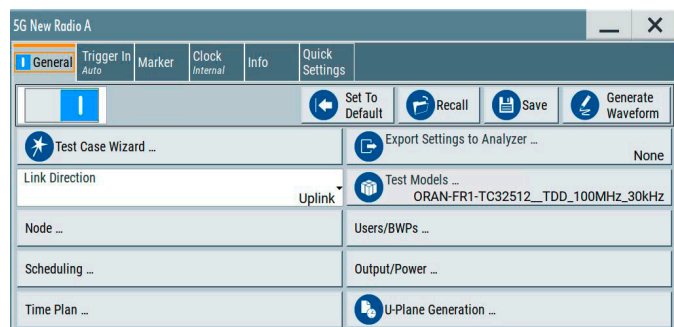 5G New Radio A
General
Trigger In
Auto
Marker
Clock
Internal
Info
Quick
Settings
Set To
Default
Recall
Save
Generate
Waveform
Test Case Wizard ...
Export Settings to Analyzer ...
None
Link Direction
Uplink
Test Models ...
ORAN-FR1-TC32512__TDD_100MHz_30kHz
Node ...
Users/BWPs ...
Scheduling ...
Output/Power ...
Time Plan ...
U-Plane Generation ...